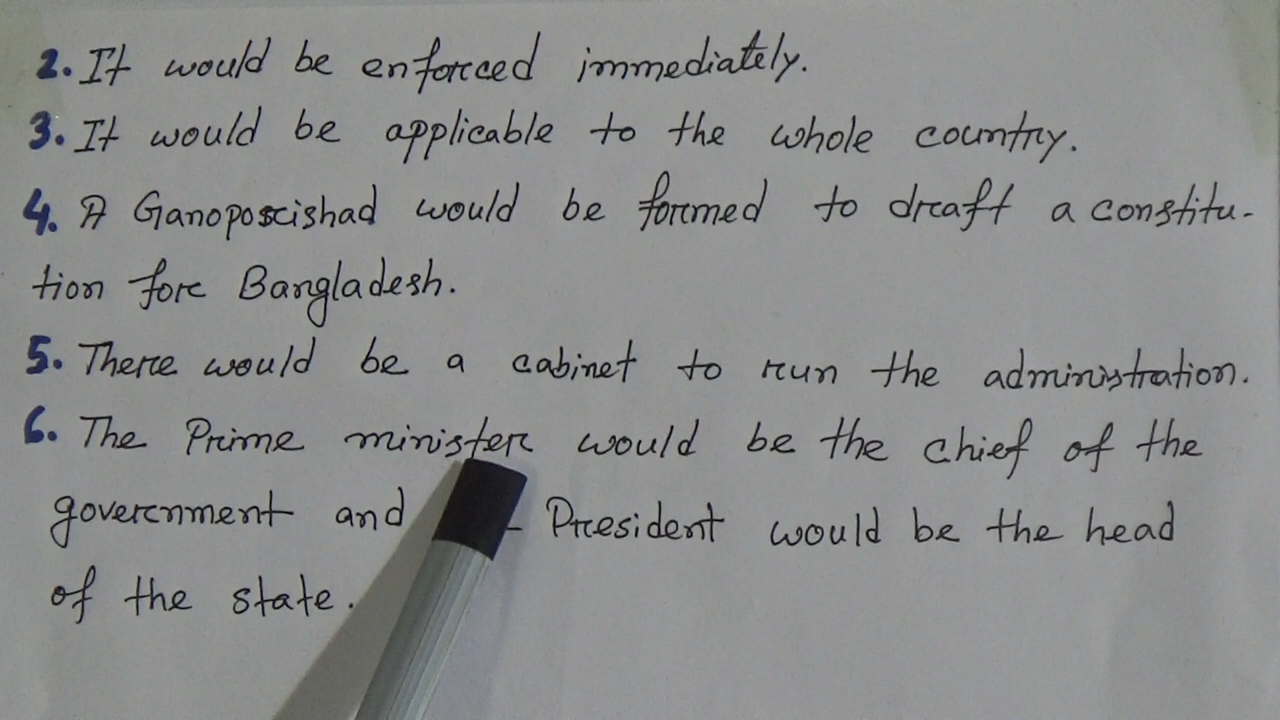 2. It would be enforced immediately.
3. It would be applicable to the whole country.
4. A Ganoporishad would be formed to draft a constitu-
tion for Bangladesh.
5. There would be a cabinet to run the administration.
6. The Prime minister would be the chief of the
government and President would be the head
of the state.